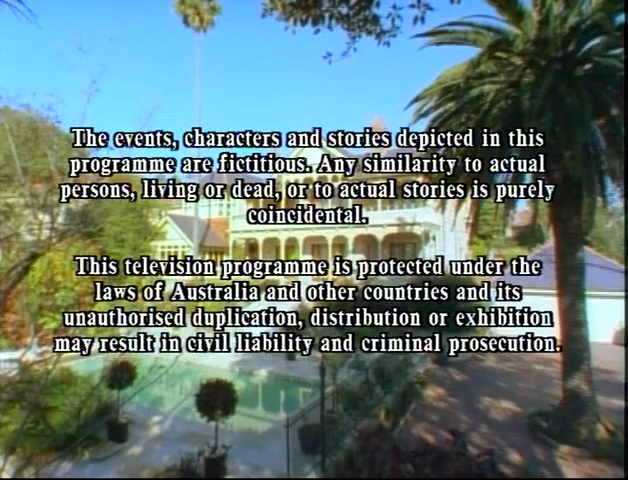 The events, characters and stories depicted in this
programme are fictitious. Any similarity to actual
persons, living or dead, or to actual stories is purely
coincidental.
This television programme is protected under the
laws of Australia and other countries and its
unauthorised duplication, distribution or exhibition
may result in civil liability and criminal prosecution.